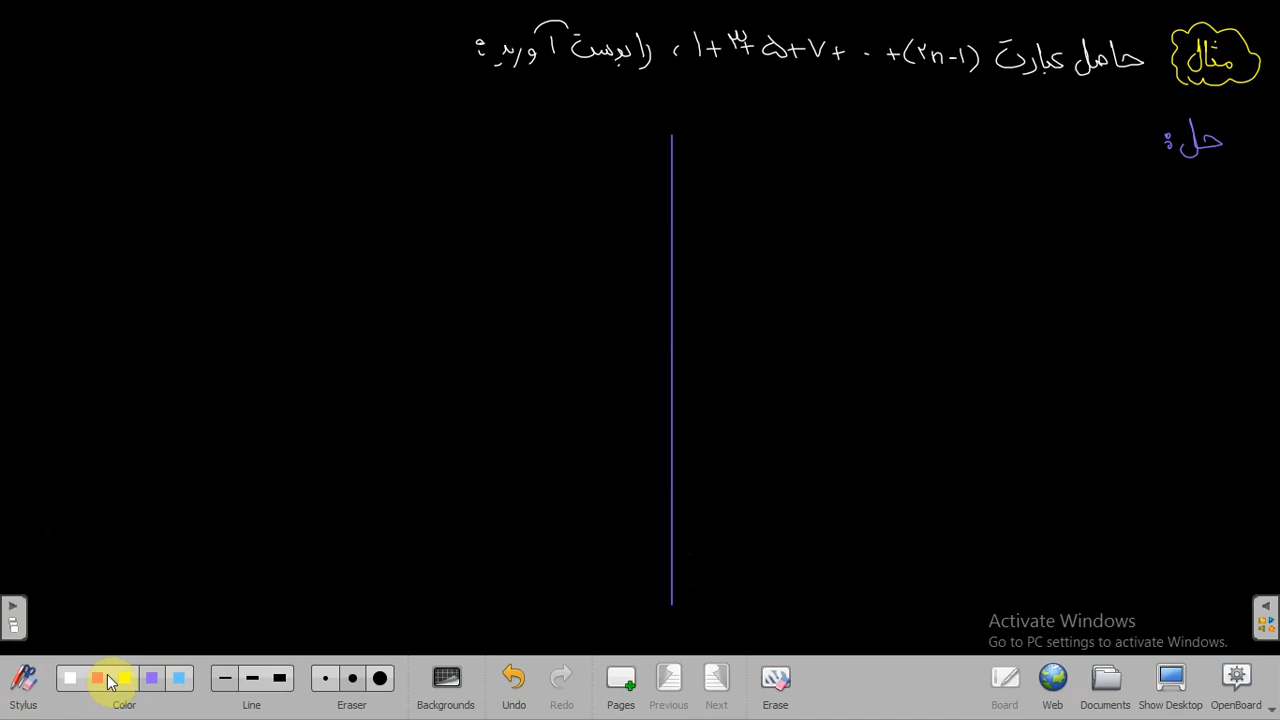 مثال
حاصل عبارت ۱+۳+۵+۷+ ۰۰ +(۲n-۱) ، را بدست آورید:
حل:
Activate Windows
Go to PC settings to activate Windows.
Stylus
Color
Line
Eraser
Backgrounds
Undo
Redo
Pages
Previous
Next
Erase
Board
Web
Documents
Show Desktop
OpenBoard